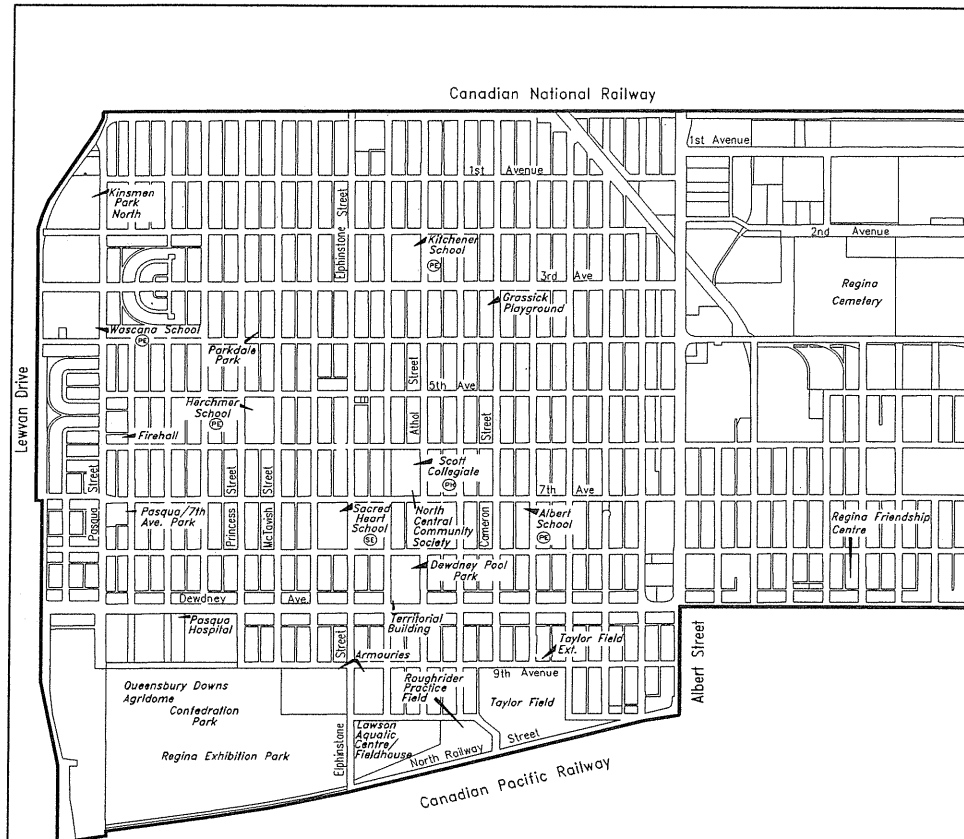 Canadian National Railway
1st Avenue
1st Avenue
Kinsmen
Park
North
Elphinstone Street
Kitchener
School
PE
2nd Avenue
3rd Ave
Regina
Cemetery
Grassick
Playground
Wascana School
PE
Parkdale
Park
Lewvan Drive
Athol Street
5th Ave
Herchmer
School
PE
Street
Firehall
Scott
Collegiate
PH
Pasqua Street
Princess Street
McTavish Street
7th Ave
Pasqua/7th
Ave. Park
Sacred
Heart
School
SE
North
Central
Community
Society
Cameron
Albert
School
PE
Regina Friendship
Centre
Dewdney Pool
Park
Dewdney Ave.
Pasqua
Hospital
Territorial
Building
Street
Armouries
Taylor Field
Ext.
Albert Street
9th Avenue
Queensbury Downs
Agridome
Confedration
Park
Roughrider
Practice
Field
Taylor Field
Regina Exhibition Park
Elphinstone
Lawson
Aquatic
Centre/
Fieldhouse
North Railway Street
Canadian Pacific Railway